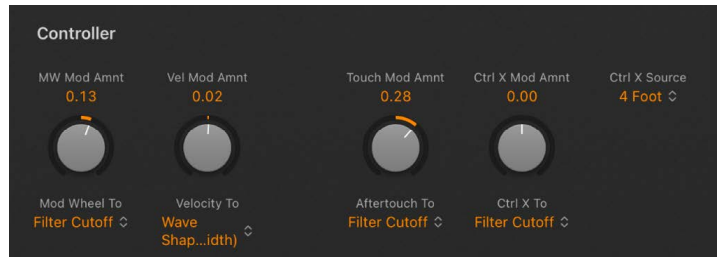 Controller
MW Mod Amnt
0.13
Mod Wheel To
Filter Cutoff
Vel Mod Amnt
0.02
Velocity To
Wave
Shap...idth)
Touch Mod Amnt
0.28
Aftertouch To
Filter Cutoff
Ctrl X Mod Amnt
0.00
Ctrl X To
Filter Cutoff
Ctrl X Source
4 Foot